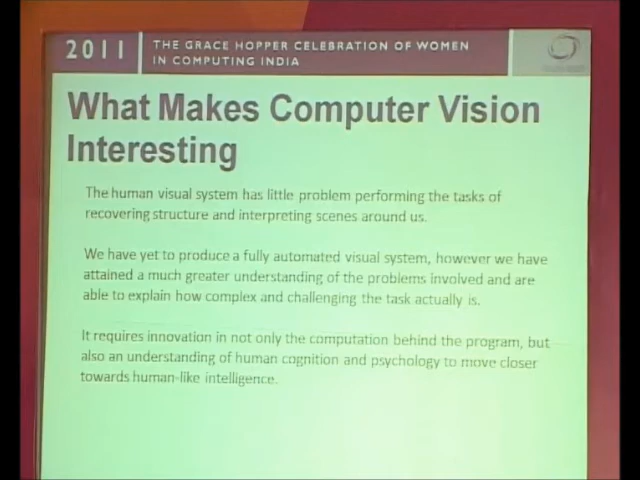 2011
THE GRACE HOPPER CELEBRATION OF WOMEN
IN COMPUTING INDIA
What Makes Computer Vision
Interesting
The human visual system has little problem performing the tasks of
recovering structure and interpreting scenes around us.
We have yet to produce a fully automated visual system, however we have
attained a much greater understanding of the problems involved and are
able to explain how complex and challenging the task actually is.
It requires innovation in not only the computation behind the program, but
also an understanding of human cognition and psychology to move closer
towards human-like intelligence.